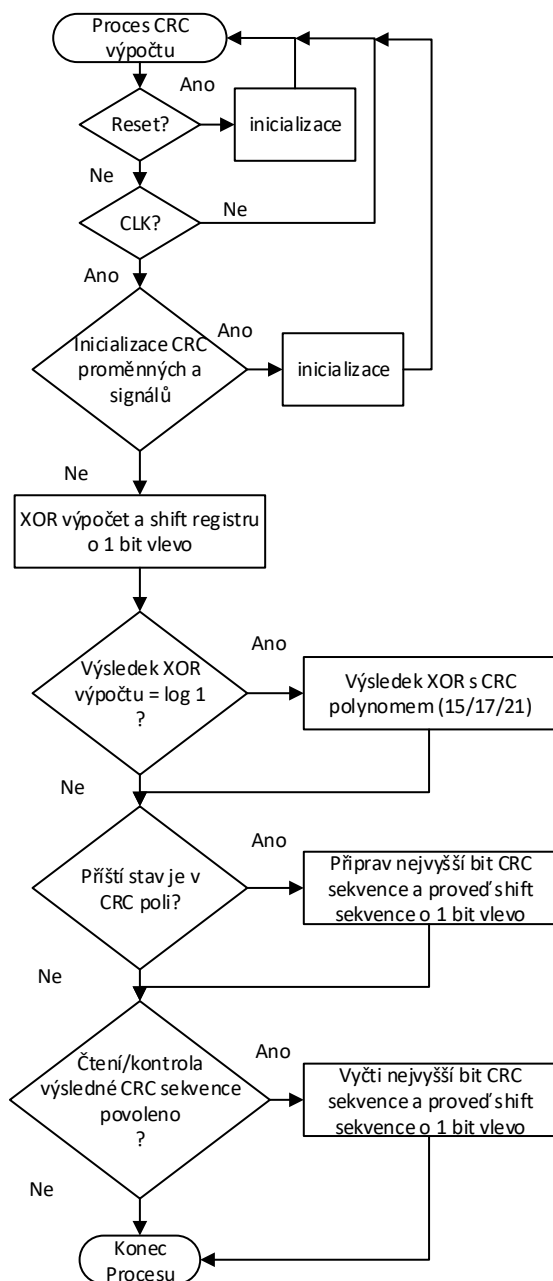 Proces CRC
výpočtu
Ano
Reset?
inicializace
Ne
CLK?
Ne
Ano
Ano
Inicializace CRC
proměnných a
signálů
inicializace
Ne
XOR výpočet a shift registru
o 1 bit vlevo
Ano
Výsledek XOR
výpočtu = log 1
?
Výsledek XOR s CRC
polynomem (15/17/21)
Ne
Ano
Příští stav je v
CRC poli?
Připrav nejvyšší bit CRC
sekvence a proveď shift
sekvence o 1 bit vlevo
Ne
Ano
Čtení/kontrola
výsledné CRC sekvence
povoleno
?
Vyčti nejvyšší bit CRC
sekvence a proveď shift
sekvence o 1 bit vlevo
Ne
Konec
Procesu